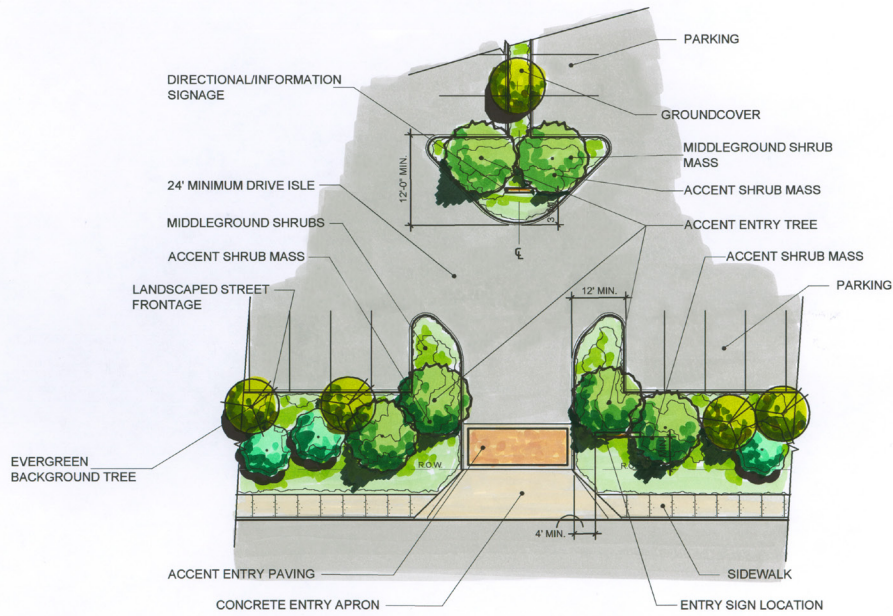 PARKING
DIRECTIONAL/INFORMATION
SIGNAGE
GROUNDCOVER
MIDDLEGROUND SHRUB
MASS
12'-0" MIN.
24' MINIMUM DRIVE ISLE
ACCENT SHRUB MASS
3
MIDDLEGROUND SHRUBS
ACCENT ENTRY TREE
ACCENT SHRUB MASS
ACCENT SHRUB MASS
LANDSCAPED STREET
FRONTAGE
12' MIN.
PARKING
EVERGREEN
BACKGROUND TREE
R.O.W.
4' MIN.
ACCENT ENTRY PAVING
SIDEWALK
CONCRETE ENTRY APRON
ENTRY SIGN LOCATION